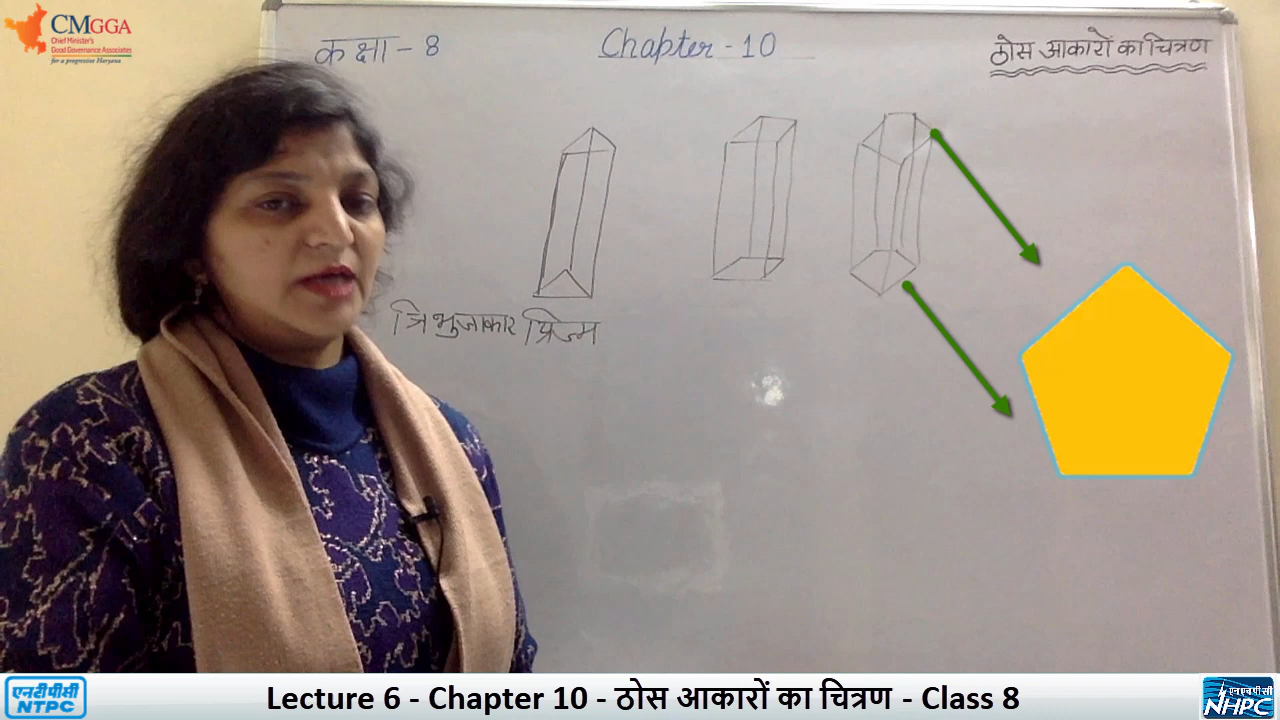 CMGGA
Chief Minister's
Good Governance Associates
for a progressive Haryana
कक्षा - 8
Chapter - 10
ठोस आकारों का चित्रण
त्रिभुजाकार प्रिज्म
एनटीपीसी
NTPC
Lecture 6 - Chapter 10 - ठोस आकारों का चित्रण - Class 8
एनएचपीसी
NHPC